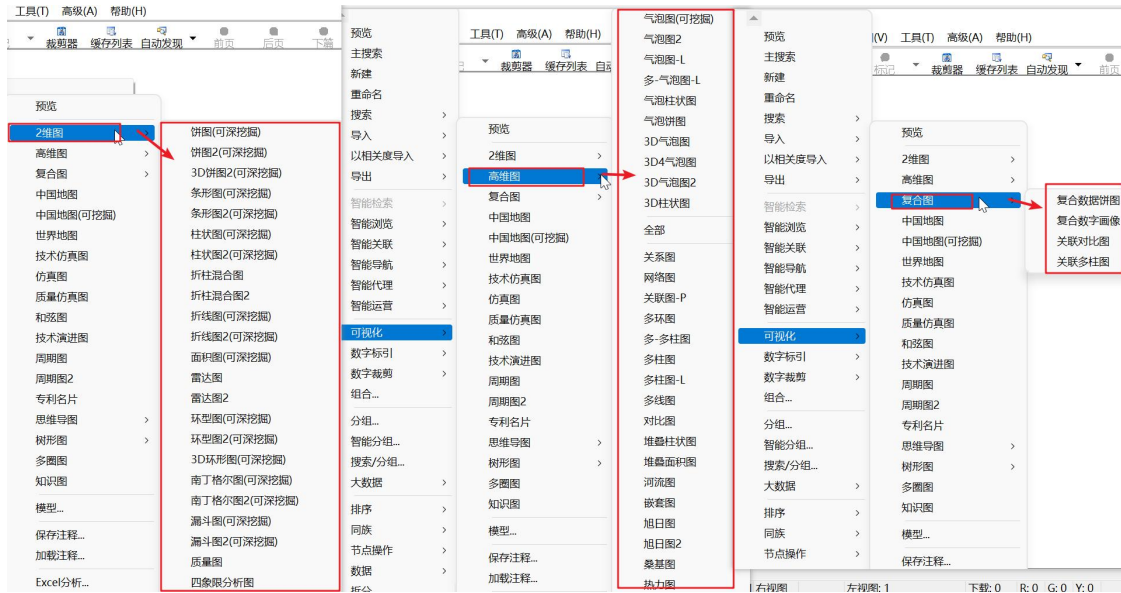 工具(T) 高级(A) 帮助(H)
裁剪器 缓存列表 自动发现 前页 后页 下篇
预览
2维图
高维图
复合图
中国地图
中国地图(可挖掘)
世界地图
技术仿真图
仿真图
质量仿真图
和弦图
技术演进图
周期图
周期图2
专利名片
思维导图
树形图
多圈图
知识图
模型...
保存注释...
加载注释...
Excel分析...
饼图(可深挖掘)
饼图2(可深挖掘)
3D饼图2(可深挖掘)
条形图(可深挖掘)
条形图2(可深挖掘)
柱状图(可深挖掘)
柱状图2(可深挖掘)
折柱混合图
折柱混合图2
折线图(可深挖掘)
折线图2(可深挖掘)
面积图(可深挖掘)
雷达图
雷达图2
环型图(可深挖掘)
环型图2(可深挖掘)
3D环形图(可深挖掘)
南丁格尔图(可深挖掘)
南丁格尔图2(可深挖掘)
漏斗图(可深挖掘)
漏斗图2(可深挖掘)
质量图
四象限分析图
预览
主搜索
新建
重命名
搜索
导入
以相关度导入
导出
智能检索
智能浏览
智能关联
智能导航
智能代理
智能运营
可视化
数字标引
数字裁剪
组合...
分组...
智能分组...
搜索/分组...
大数据
排序
同族
节点操作
数据
拆分
工具(T) 高级(A) 帮助(H)
裁剪器 缓存列表
预览
2维图
高维图
复合图
中国地图
中国地图(可挖掘)
世界地图
技术仿真图
仿真图
质量仿真图
和弦图
技术演进图
周期图
周期图2
专利名片
思维导图
树形图
多圈图
知识图
模型...
保存注释...
加载注释...
气泡图(可挖掘)
气泡图2
气泡图-L
多-气泡图-L
气泡柱状图
气泡饼图
3D气泡图
3D4气泡图
3D气泡图2
3D柱状图
全部
关系图
网络图
关联图-P
多环图
多-多柱图
多柱图
多柱图-L
多线图
对比图
堆叠柱状图
堆叠面积图
河流图
嵌套图
旭日图
旭日图2
桑基图
热力图
预览
主搜索
新建
重命名
搜索
导入
以相关度导入
导出
智能检索
智能浏览
智能关联
智能导航
智能代理
智能运营
可视化
数字标引
数字裁剪
组合...
分组...
智能分组...
搜索/分组...
大数据
排序
同族
节点操作
(V) 工具(T) 高级(A) 帮助(H)
标记 裁剪器 缓存列表 自动发现 前页
预览
2维图
高维图
复合图
中国地图
中国地图(可挖掘)
世界地图
技术仿真图
仿真图
质量仿真图
和弦图
技术演进图
周期图
周期图2
专利名片
思维导图
树形图
多圈图
知识图
模型...
保存注释...
复合数据饼图
复合数字画像
关联对比图
关联多柱图
右视图 左视图: 1 下载: 0 R: 0 G: 0 Y: 0